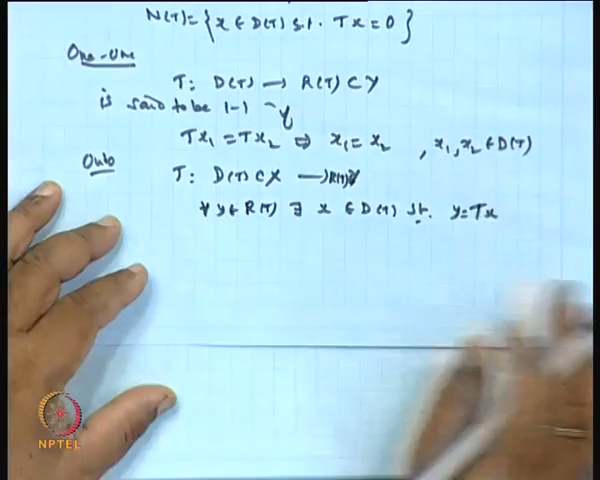 N(T) = { x ∈ D(T) s.t. Tx = 0 }
One-One
T: D(T) → R(T) ⊂ Y
is said to be 1-1 if
Tx₁ = Tx₂ ⇒ x₁ = x₂ , x₁, x₂ ∈ D(T)
Onto
T: D(T) ⊂ X → R(T)
∀ y ∈ R(T) ∃ x ∈ D(T) s.t. y = Tx
NPTEL